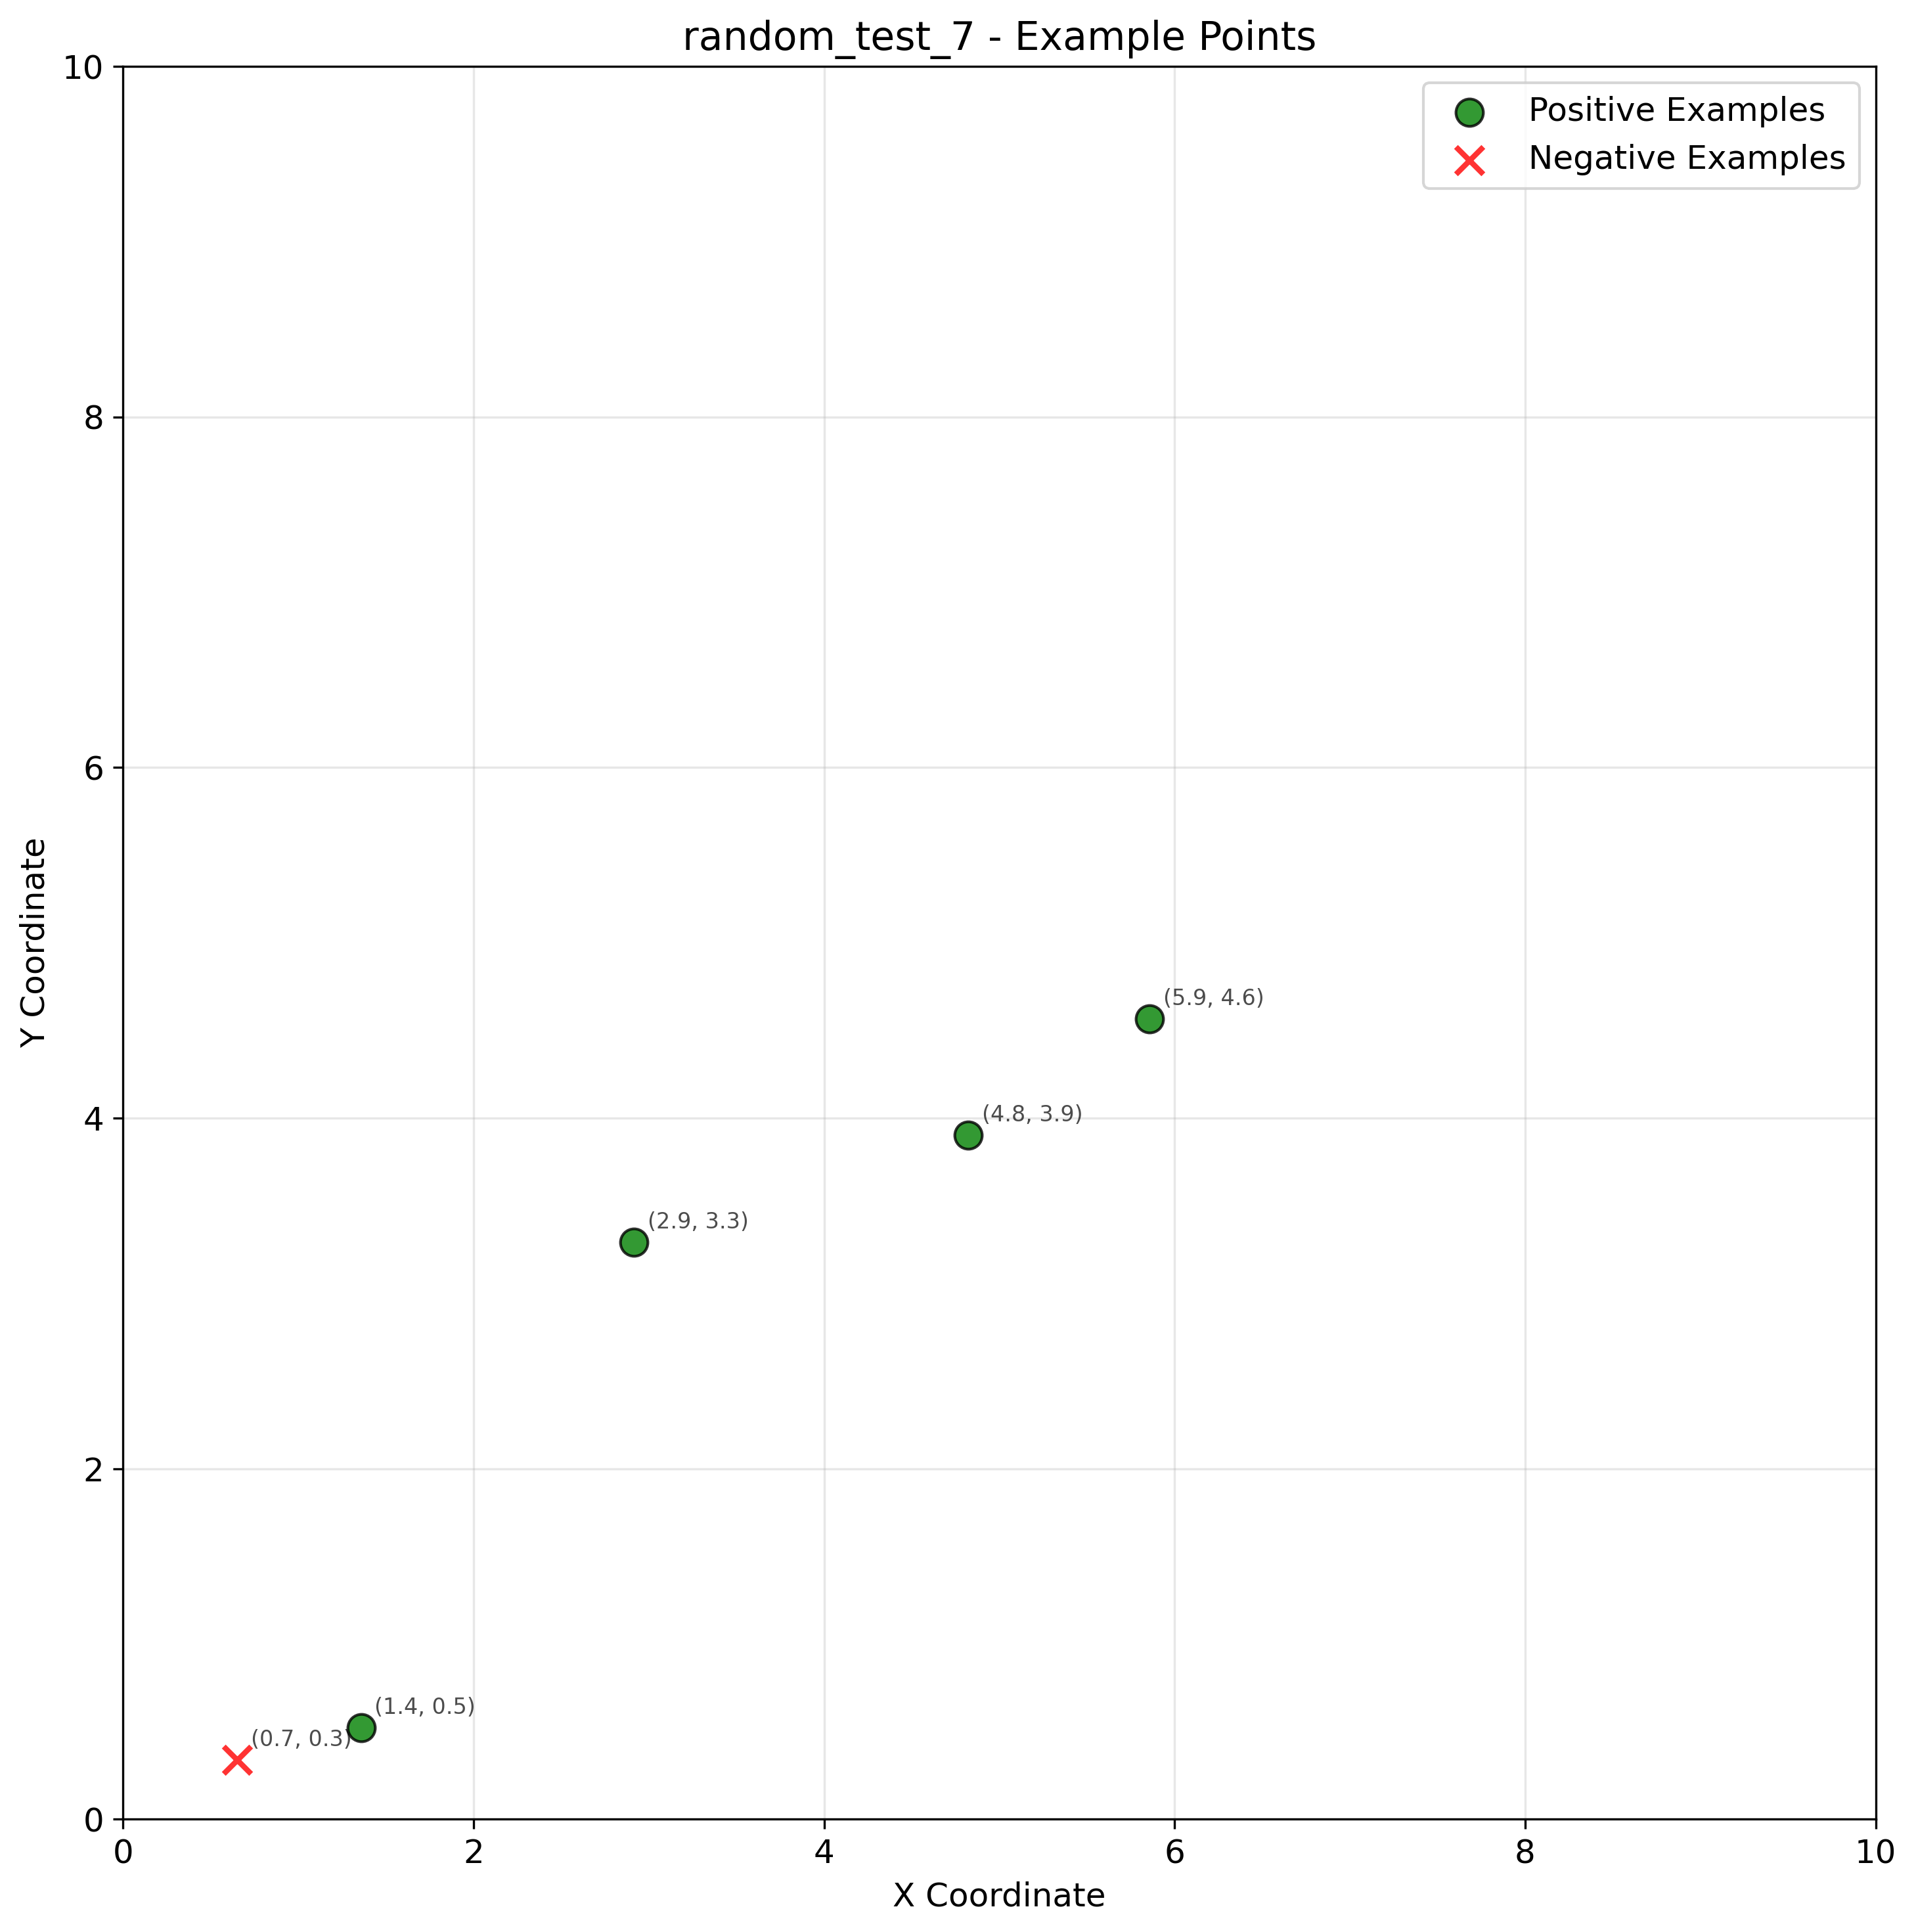 random_test_7 - Example Points
10
8
6
4
2
0
Y Coordinate
Positive Examples
Negative Examples
(5.9, 4.6)
(4.8, 3.9)
(2.9, 3.3)
(1.4, 0.5)
(0.7, 0.3)
0 2 4 6 8 10
X Coordinate